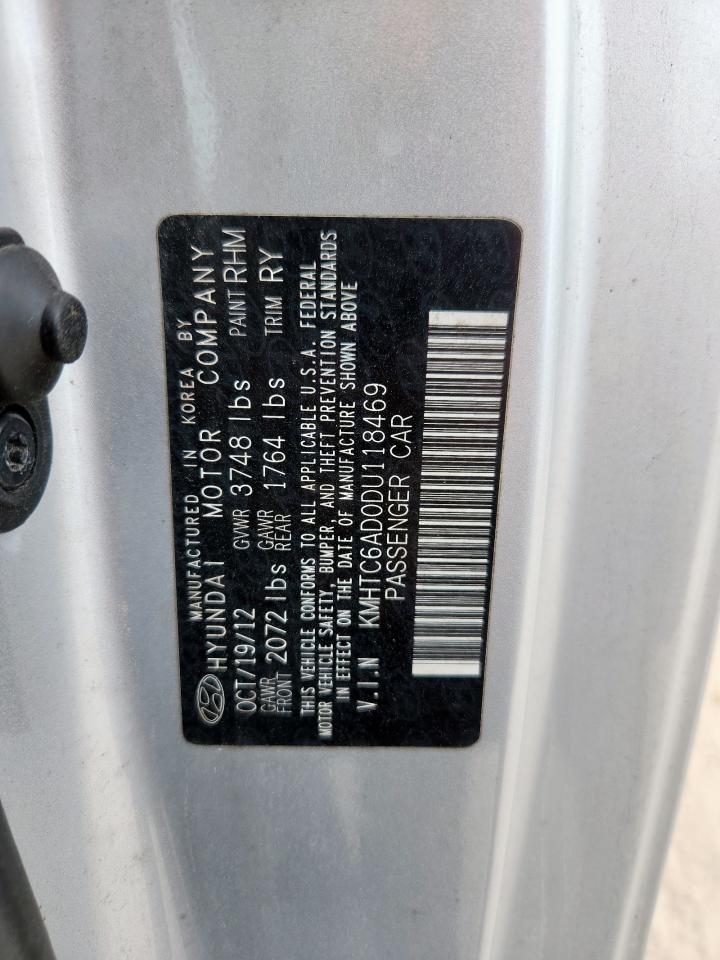 MANUFACTURED IN KOREA BY
HYUNDAI MOTOR COMPANY
OCT/19/12 GVWR 3748 lbs PAINT RHM
GAWR FRONT 2072 lbs GAWR REAR 1764 lbs TRIM RY
THIS VEHICLE CONFORMS TO ALL APPLICABLE U.S.A. FEDERAL
MOTOR VEHICLE SAFETY, BUMPER, AND THEFT PREVENTION STANDARDS
IN EFFECT ON THE DATE OF MANUFACTURE SHOWN ABOVE
V.I.N KMHTC6AD0DU118469
PASSENGER CAR